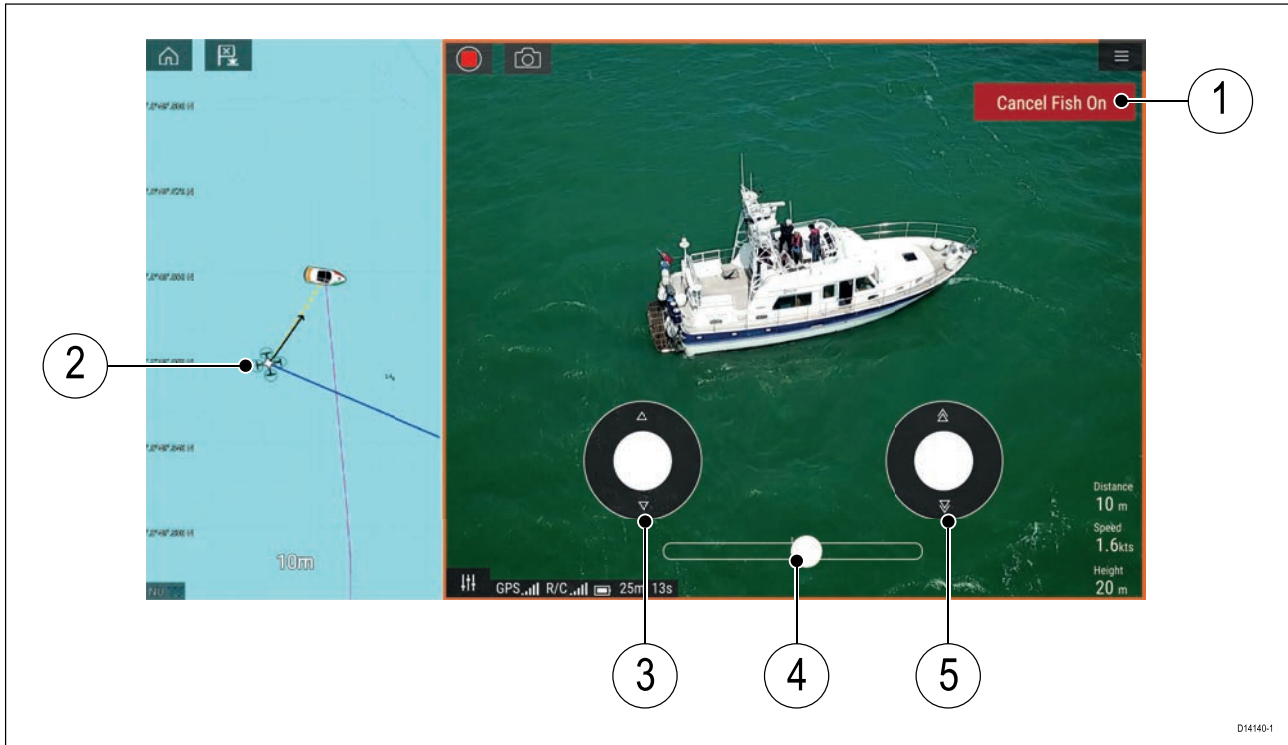 Cancel Fish On
1
2
10m
Distance
10 m
Speed
1.6kts
Height
20 m
GPS R/C 25m 13s
3
4
5
D14140-1